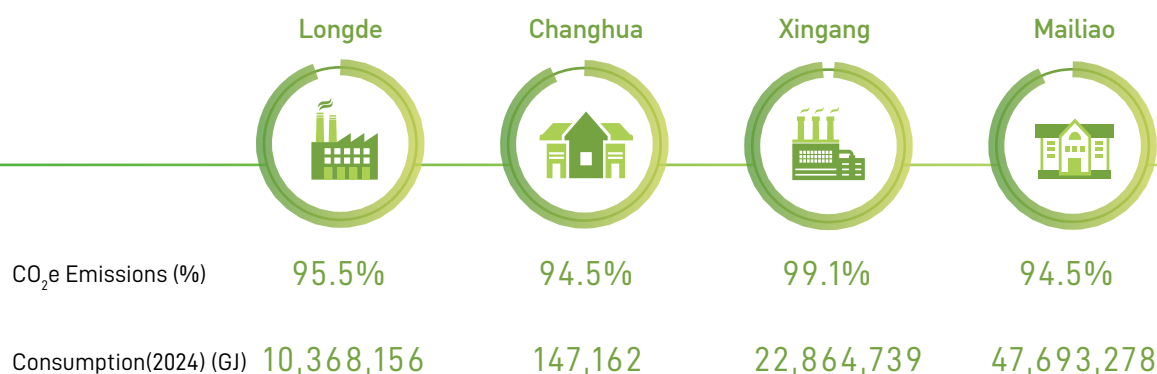 Longde Changhua Xingang Mailiao
CO₂e Emissions (%) 95.5% 94.5% 99.1% 94.5%
Consumption(2024) (GJ) 10,368,156 147,162 22,864,739 47,693,278